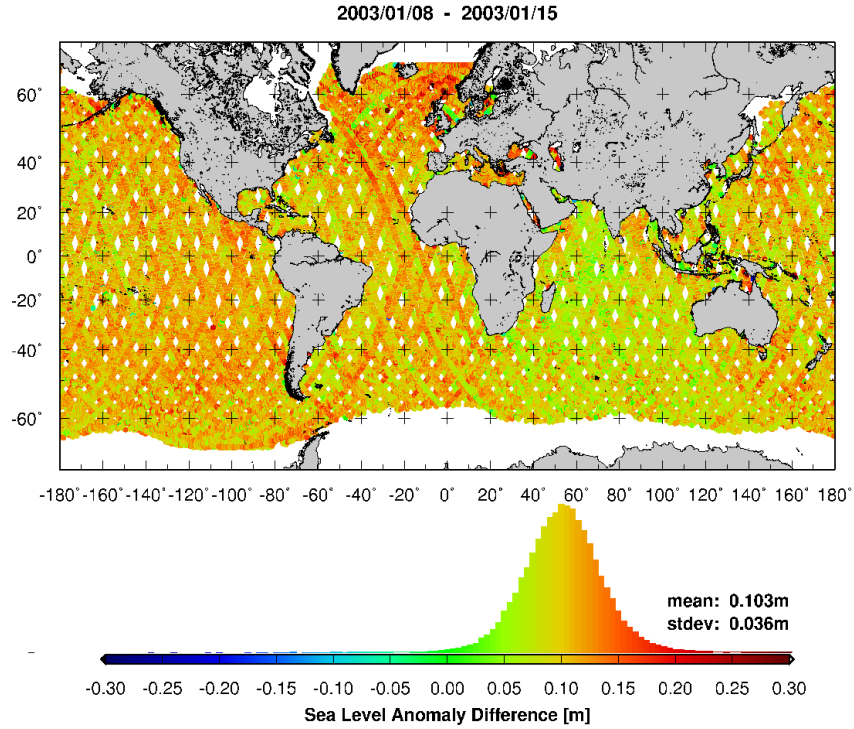 2003/01/08 - 2003/01/15
60°
40°
20°
0°
-20°
-40°
-60°
-180° -160° -140° -120° -100° -80° -60° -40° -20° 0° 20° 40° 60° 80° 100° 120° 140° 160° 180°
mean: 0.103m
stdev: 0.036m
-0.30 -0.25 -0.20 -0.15 -0.10 -0.05 0.00 0.05 0.10 0.15 0.20 0.25 0.30
Sea Level Anomaly Difference [m]